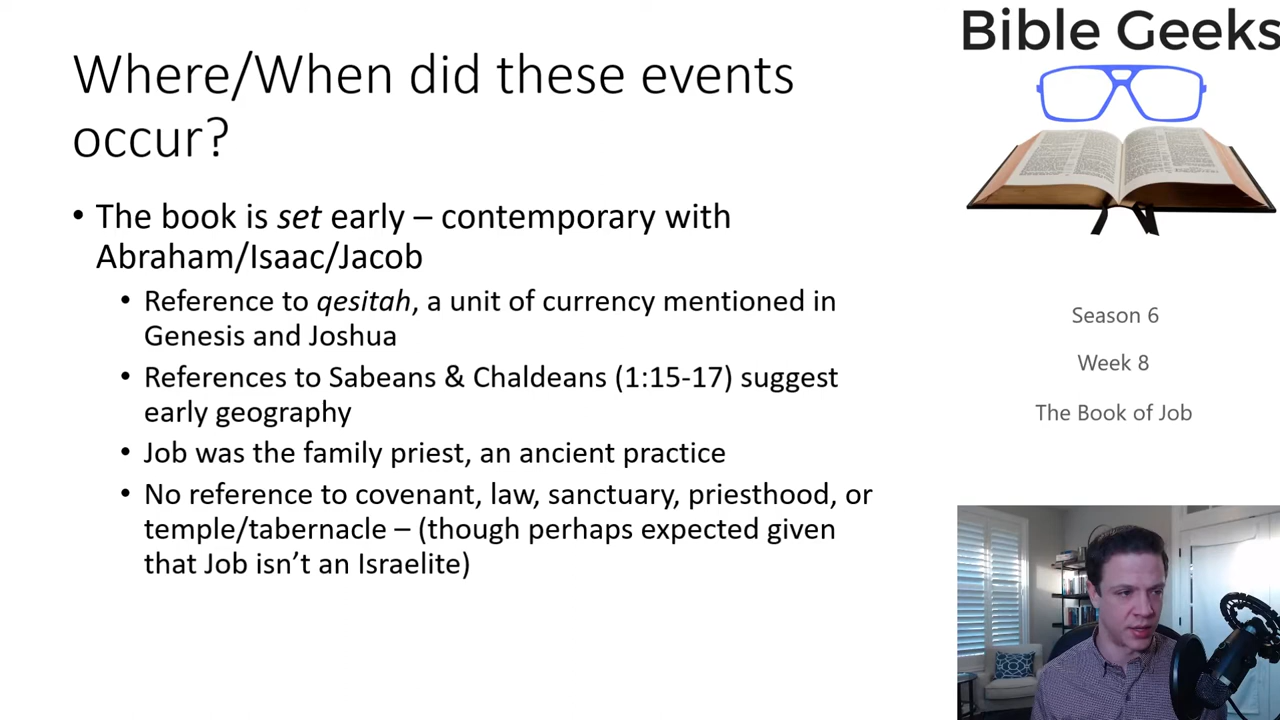 Where/When did these events
occur?
• The book is set early – contemporary with
Abraham/Isaac/Jacob
• Reference to qesitah, a unit of currency mentioned in
Genesis and Joshua
• References to Sabeans & Chaldeans (1:15-17) suggest
early geography
• Job was the family priest, an ancient practice
• No reference to covenant, law, sanctuary, priesthood, or
temple/tabernacle – (though perhaps expected given
that Job isn’t an Israelite)
Bible Geeks
Season 6
Week 8
The Book of Job